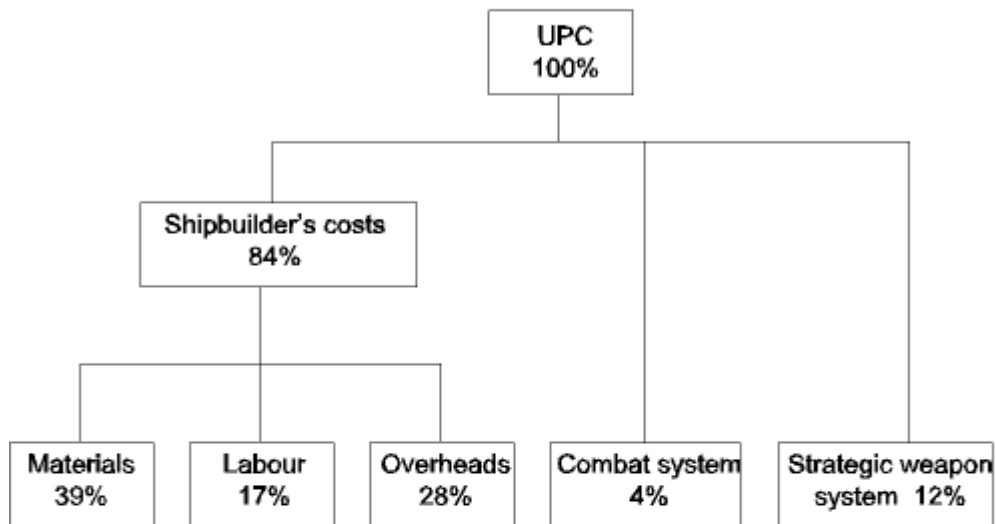 UPC
100%
Shipbuilder's costs
84%
Materials
39%
Labour
17%
Overheads
28%
Combat system
4%
Strategic weapon
system 12%